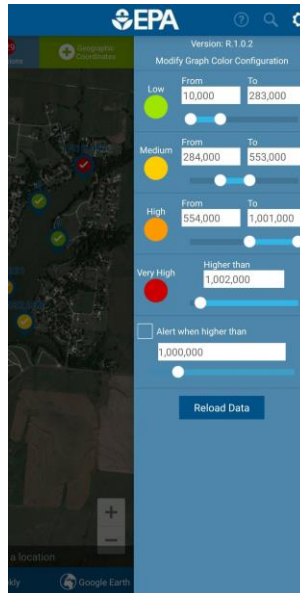 EPA
Version: R.1.0.2
Modify Graph Color Configuration
Geographic
Coordinates
From To
Low
10,000 283,000
From To
Medium
284,000 553,000
From To
High
554,000 1,001,000
Higher than
Very High
1,002,000
Alert when higher than
1,000,000
Reload Data
a location
Google Earth